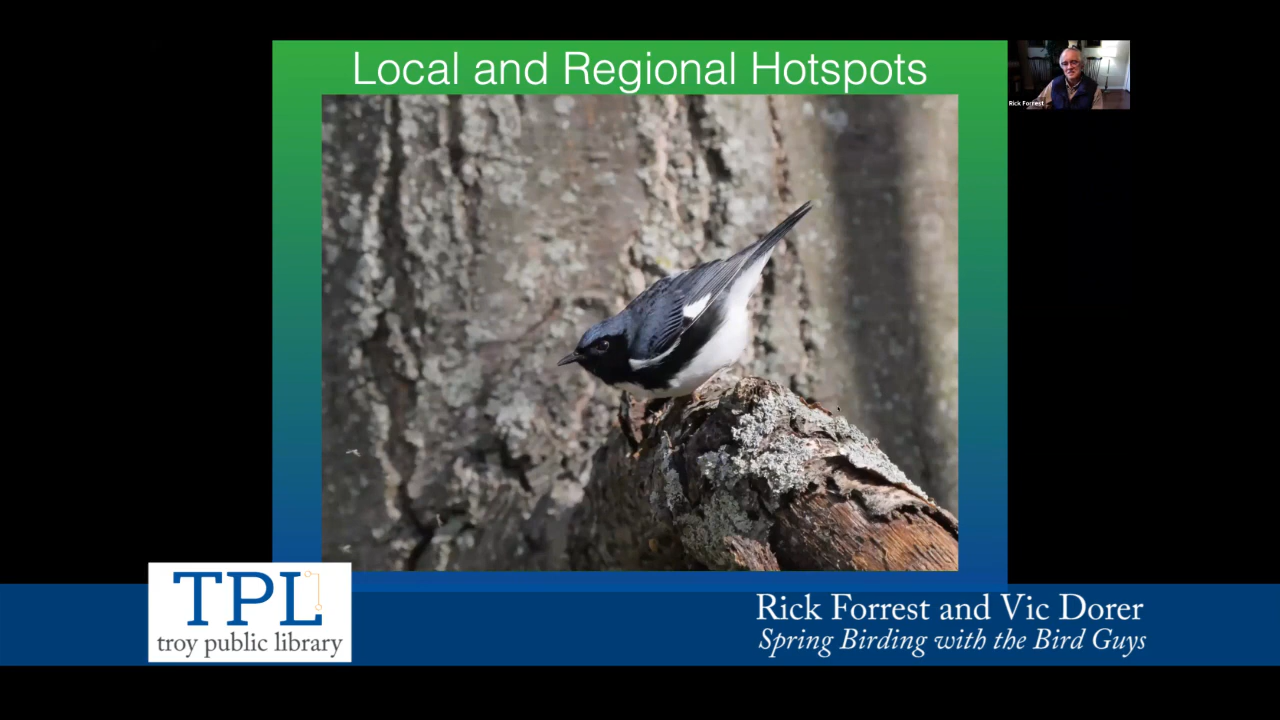 Local and Regional Hotspots
Rick Forrest
TPL
troy public library
Rick Forrest and Vic Dorer
Spring Birding with the Bird Guys